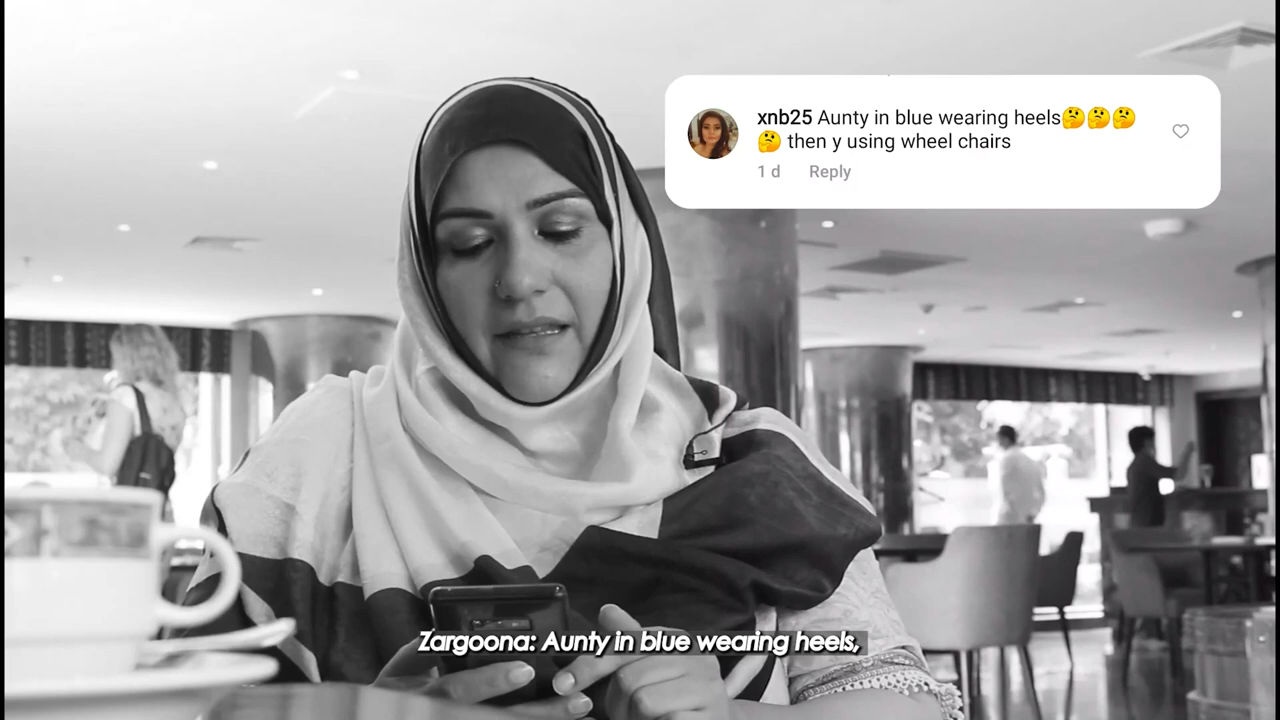 xnb25 Aunty in blue wearing heels🤔🤔🤔
🤔 then y using wheel chairs
1 d Reply
Zargoona: Aunty in blue wearing heels,